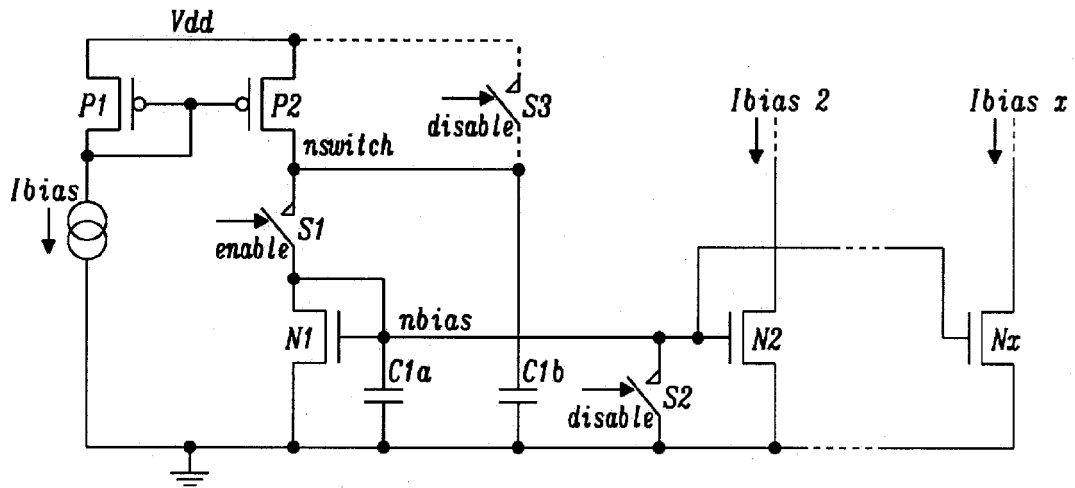 Vdd
P1
P2
S3
disable
Ibias 2
Ibias x
nswitch
Ibias
S1
enable
N1
nbias
N2
Nx
C1a
C1b
S2
disable